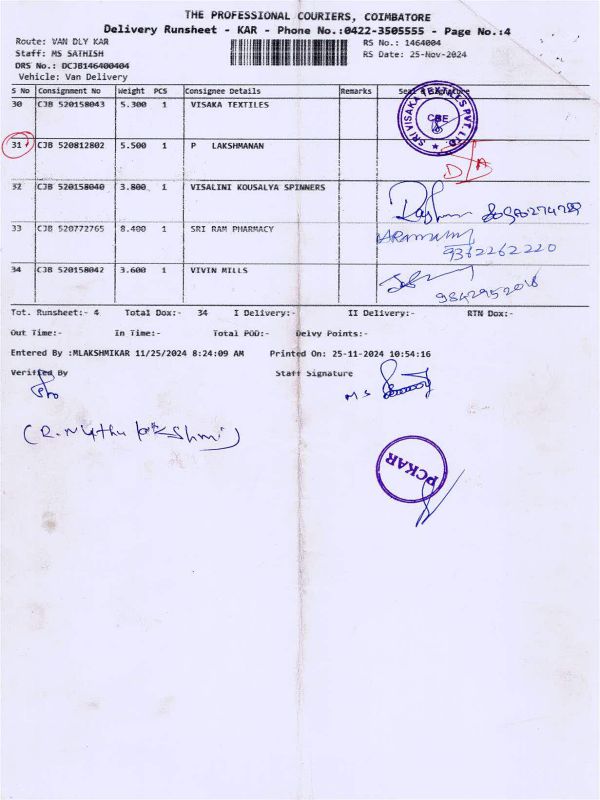 THE PROFESSIONAL COURIERS, COIMBATORE
Delivery Runsheet - KAR - Phone No.:0422-3505555 - Page No.:4
Route: VAN DLY KAR RS No.: 1464004
Staff: MS SATHISH RS Date: 25-Nov-2024
DRS No.: DCJB146400404
Vehicle: Van Delivery
S No Consignment No Weight PCS Consignee Details Remarks Seal & Signature
30 CJB 520158043 5.300 1 VISAKA TEXTILES
SRI VISAKA TEXTILES PVT. LTD. CBE
31 CJB 520812802 5.500 1 P LAKSHMANAN
D/A
32 CJB 520158040 3.800 1 VISALINI KOUSALYA SPINNERS
33 CJB 520772765 8.400 1 SRI RAM PHARMACY
9362262220
34 CJB 520158042 3.600 1 VIVIN MILLS
9842952018
Tot. Runsheet:- 4 Total Dox:- 34 I Delivery:- II Delivery:- RTN Dox:-
Out Time:- In Time:- Total POD:- Delvy Points:-
Entered By :MLAKSHMIKAR 11/25/2024 8:24:09 AM Printed On: 25-11-2024 10:54:16
Verified By Staff Signature
M S
PCKAR